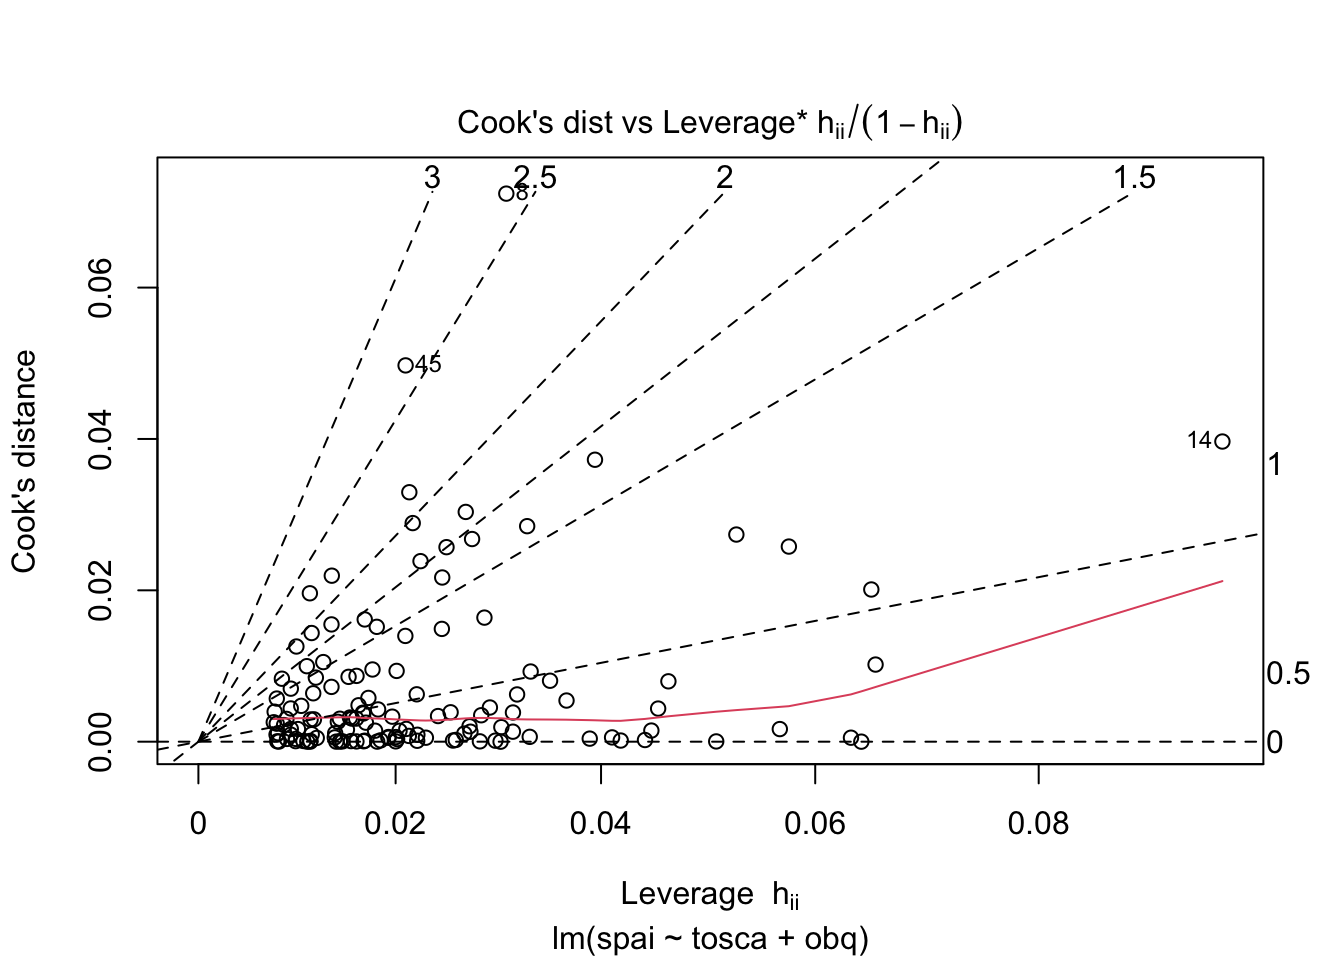 Cook's dist vs Leverage* hᵢᵢ/(1 − hᵢᵢ)
3 2.5 2 1.5
8
0.06
45
0.04
14
1
Cook's distance
0.02
0.5
0.00
0
0 0.02 0.04 0.06 0.08
Leverage hᵢᵢ
lm(spai ~ tosca + obq)